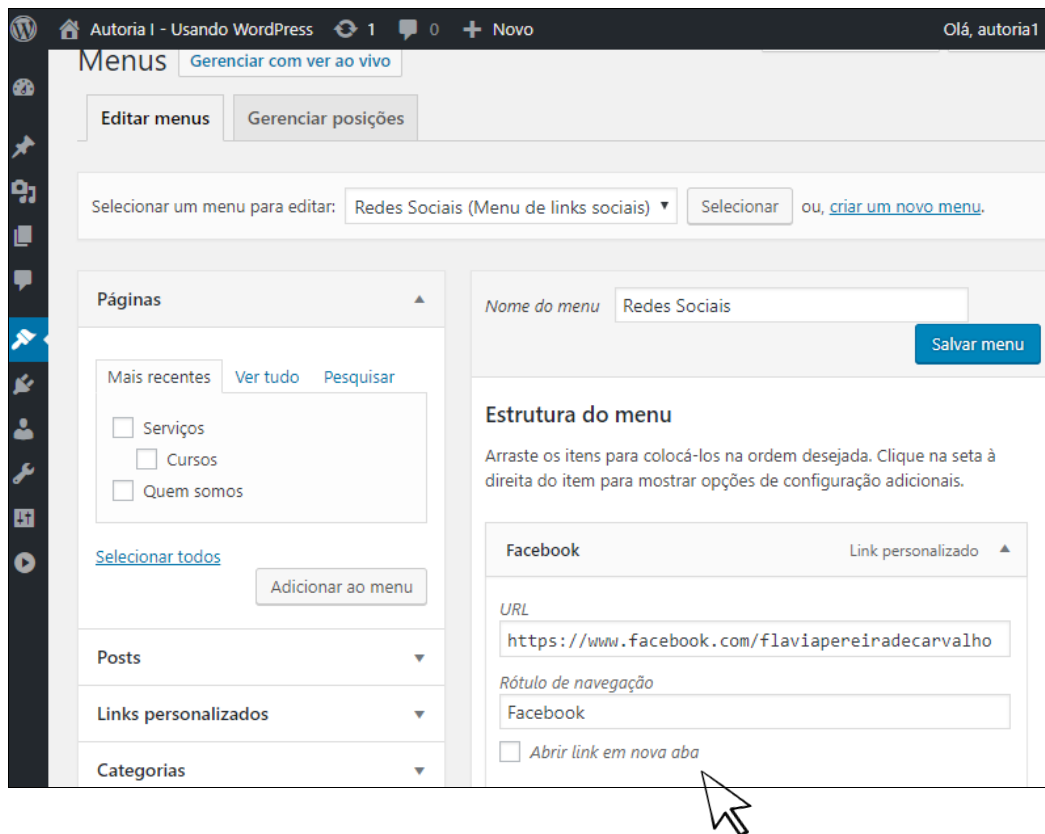 Autoria I - Usando WordPress 1 0 Novo Olá, autoria1
Menus Gerenciar com ver ao vivo
Editar menus Gerenciar posições
Selecionar um menu para editar: Redes Sociais (Menu de links sociais) Selecionar ou, criar um novo menu.
Páginas
Mais recentes Ver tudo Pesquisar
Serviços
Cursos
Quem somos
Selecionar todos
Adicionar ao menu
Posts
Links personalizados
Categorias
Nome do menu Redes Sociais
Salvar menu
Estrutura do menu
Arraste os itens para colocá-los na ordem desejada. Clique na seta à
direita do item para mostrar opções de configuração adicionais.
Facebook Link personalizado
URL
https://www.facebook.com/flaviapereiradecarvalho
Rótulo de navegação
Facebook
Abrir link em nova aba